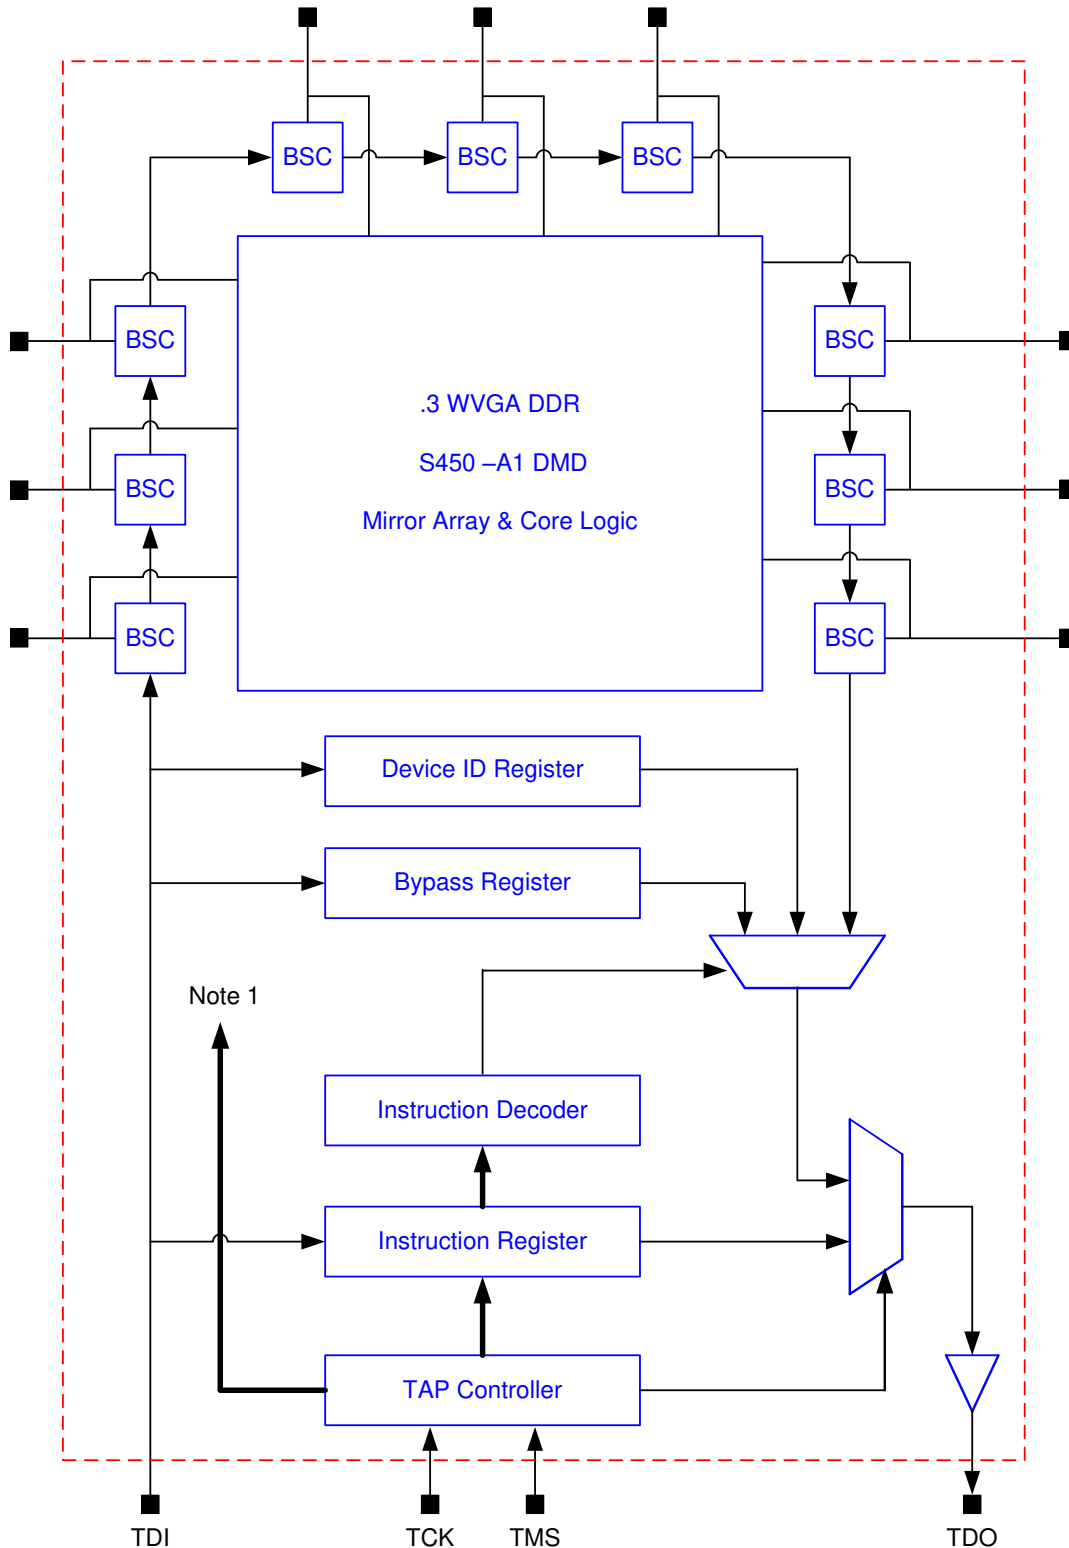 BSC
BSC
BSC
BSC
BSC
BSC
BSC
BSC
BSC
.3 WVGA DDR
S450 –A1 DMD
Mirror Array & Core Logic
Device ID Register
Bypass Register
Note 1
Instruction Decoder
Instruction Register
TAP Controller
TDI
TCK
TMS
TDO